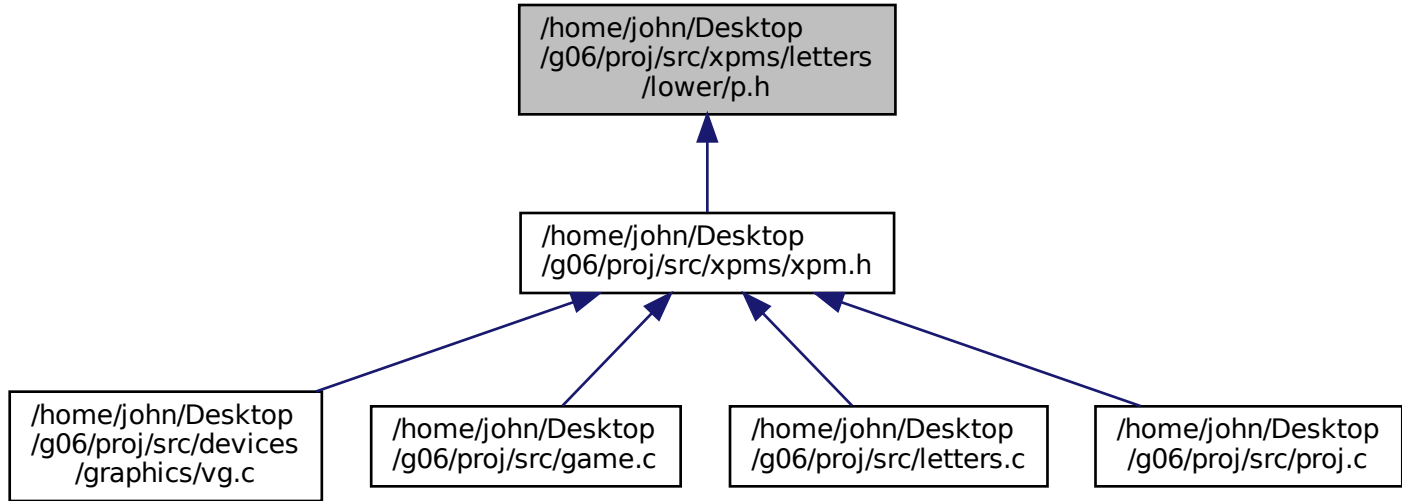 /home/john/Desktop
/g06/proj/src/xpms/letters
/lower/p.h
/home/john/Desktop
/g06/proj/src/xpms/xpm.h
/home/john/Desktop
/g06/proj/src/devices
/graphics/vg.c
/home/john/Desktop
/g06/proj/src/game.c
/home/john/Desktop
/g06/proj/src/letters.c
/home/john/Desktop
/g06/proj/src/proj.c